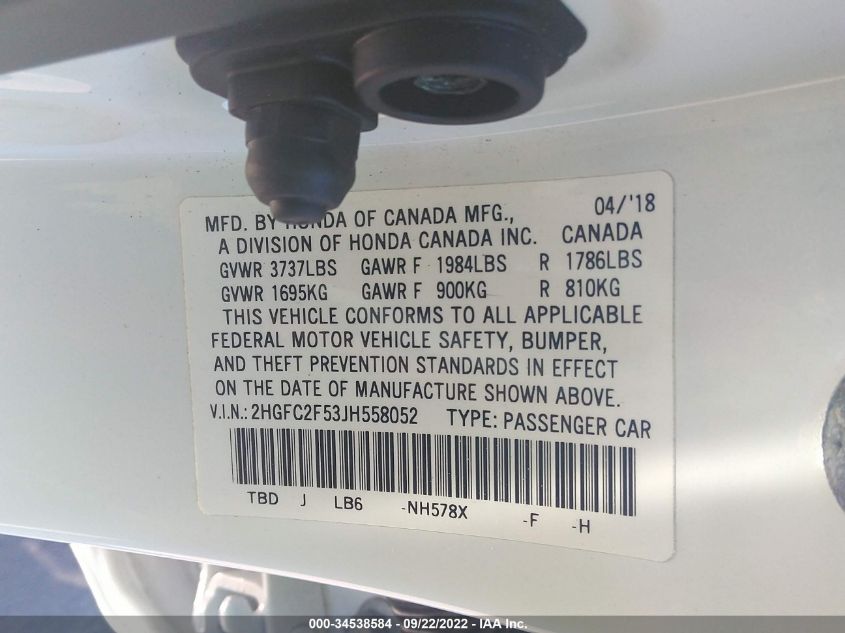 MFD. BY HONDA OF CANADA MFG., 04/'18
A DIVISION OF HONDA CANADA INC. CANADA
GVWR 3737LBS GAWR F 1984LBS R 1786LBS
GVWR 1695KG GAWR F 900KG R 810KG
THIS VEHICLE CONFORMS TO ALL APPLICABLE
FEDERAL MOTOR VEHICLE SAFETY, BUMPER,
AND THEFT PREVENTION STANDARDS IN EFFECT
ON THE DATE OF MANUFACTURE SHOWN ABOVE.
V.I.N.: 2HGFC2F53JH558052 TYPE: PASSENGER CAR
TBD J LB6 -NH578X -F -H
000-34538584 - 09/22/2022 - IAA Inc.